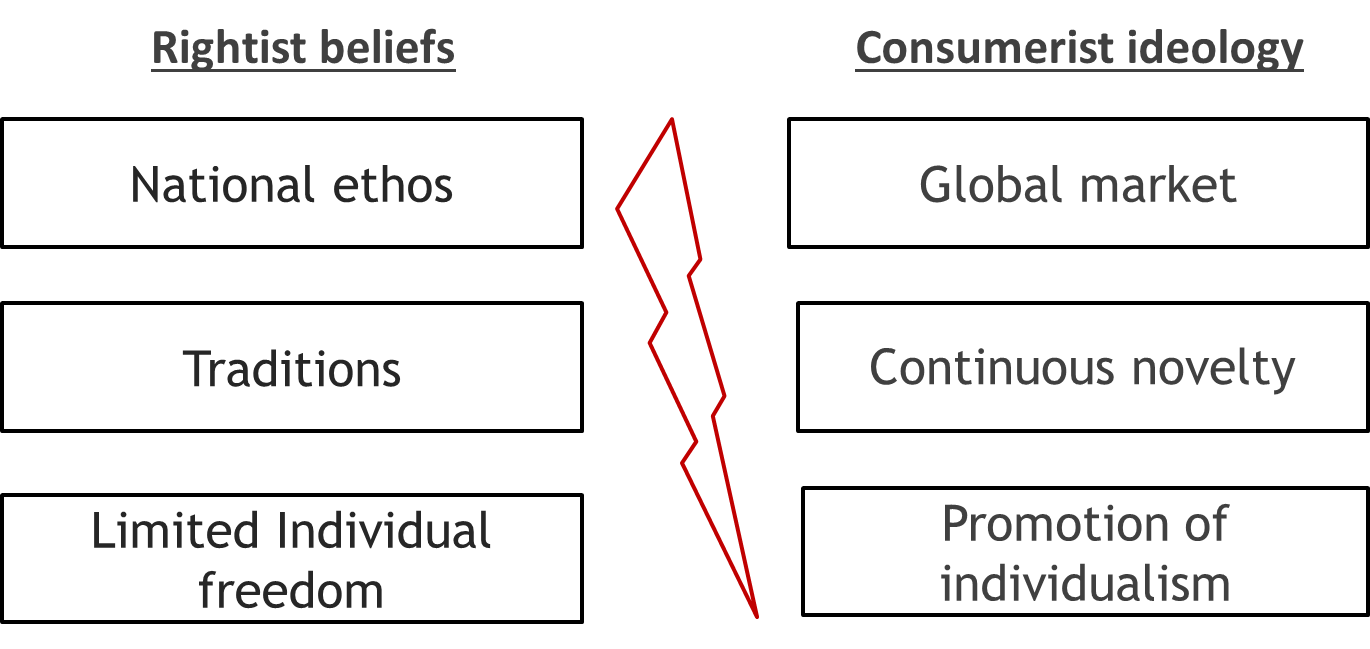 Rightist beliefs
Consumerist ideology
National ethos
Global market
Traditions
Continuous novelty
Limited Individual
freedom
Promotion of
individualism